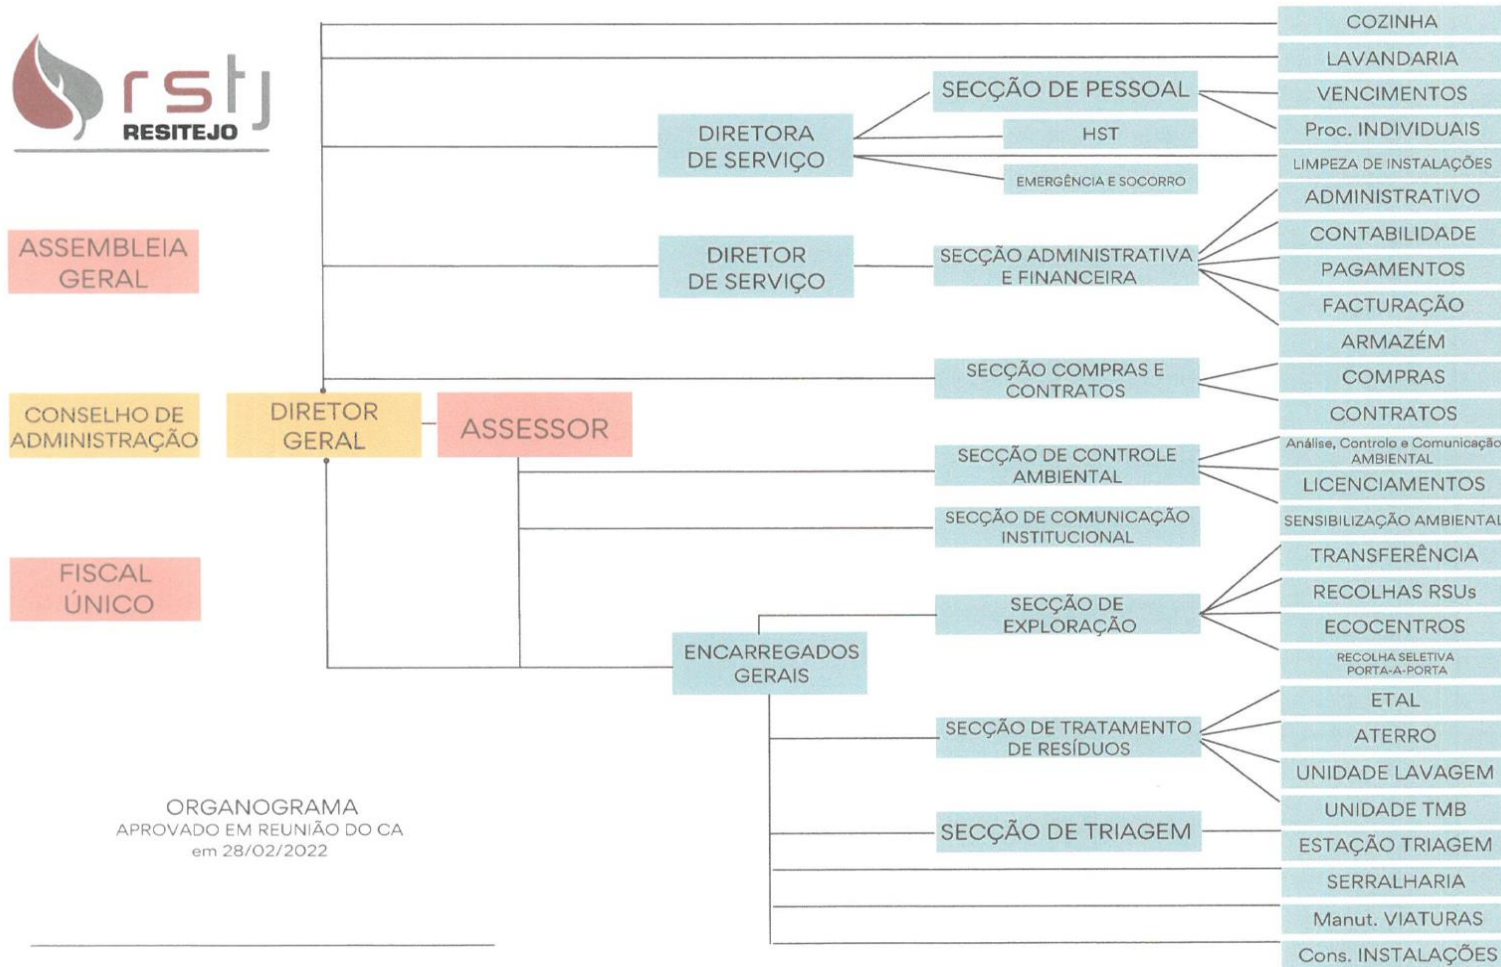 rstj
RESITEJO
ASSEMBLEIA
GERAL
CONSELHO DE
ADMINISTRAÇÃO
FISCAL
ÚNICO
DIRETOR
GERAL
ASSESSOR
DIRETORA
DE SERVIÇO
DIRETOR
DE SERVIÇO
ENCARREGADOS
GERAIS
SECÇÃO DE PESSOAL
HST
EMERGÊNCIA E SOCORRO
SECÇÃO ADMINISTRATIVA
E FINANCEIRA
SECÇÃO COMPRAS E
CONTRATOS
SECÇÃO DE CONTROLE
AMBIENTAL
SECÇÃO DE COMUNICAÇÃO
INSTITUCIONAL
SECÇÃO DE
EXPLORAÇÃO
SECÇÃO DE TRATAMENTO
DE RESÍDUOS
SECÇÃO DE TRIAGEM
COZINHA
LAVANDARIA
VENCIMENTOS
Proc. INDIVIDUAIS
LIMPEZA DE INSTALAÇÕES
ADMINISTRATIVO
CONTABILIDADE
PAGAMENTOS
FACTURAÇÃO
ARMAZÉM
COMPRAS
CONTRATOS
Análise, Controlo e Comunicação
AMBIENTAL
LICENCIAMENTOS
SENSIBILIZAÇÃO AMBIENTAL
TRANSFERÊNCIA
RECOLHAS RSUs
ECOCENTROS
RECOLHA SELETIVA
PORTA-A-PORTA
ETAL
ATERRO
UNIDADE LAVAGEM
UNIDADE TMB
ESTAÇÃO TRIAGEM
SERRALHARIA
Manut. VIATURAS
Cons. INSTALAÇÕES
ORGANOGRAMA
APROVADO EM REUNIÃO DO CA
em 28/02/2022